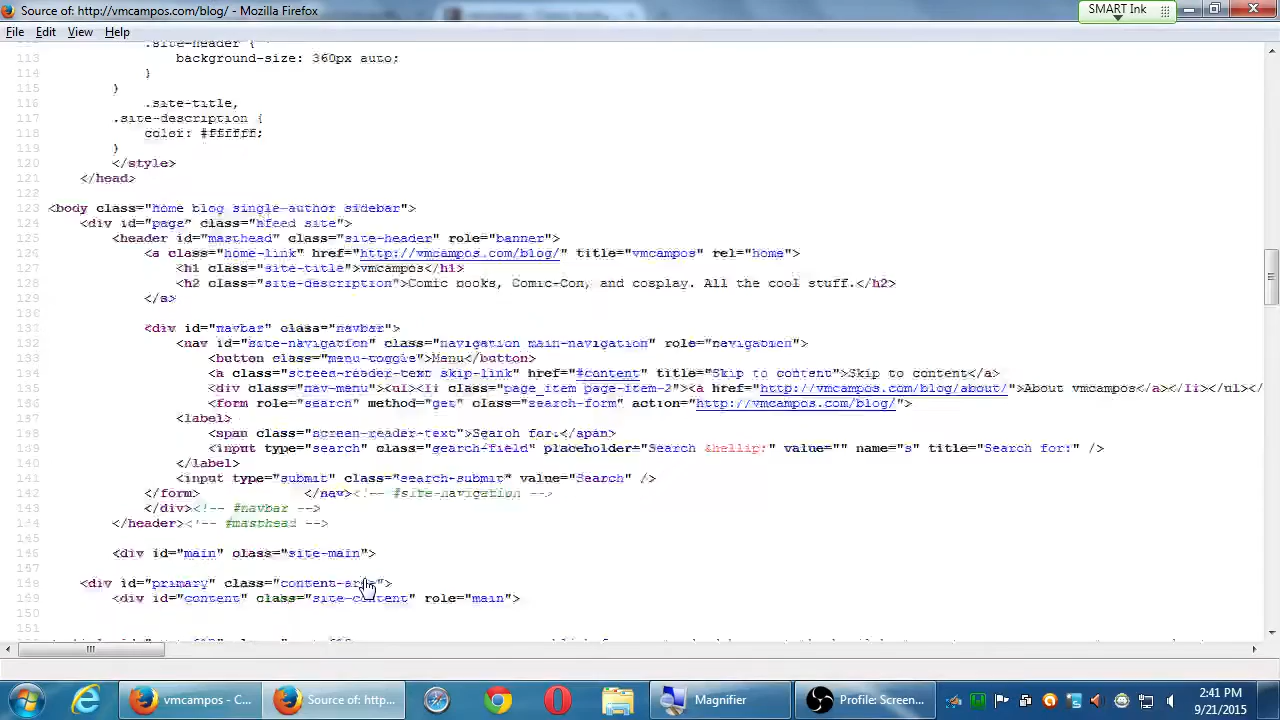 Source of: http://vmcampos.com/blog/ - Mozilla Firefox
SMART Ink
File Edit View Help
.site-header {
113 background-size: 360px auto;
114 }
115 }
116 .site-title,
117 .site-description {
118 color: #ffffff;
119 }
120 </style>
121 </head>
122
123 <body class="home blog single-author sidebar">
124 <div id="page" class="hfeed site">
125 <header id="masthead" class="site-header" role="banner">
126 <a class="home-link" href="http://vmcampos.com/blog/" title="vmcampos" rel="home">
127 <h1 class="site-title">vmcampos</h1>
128 <h2 class="site-description">Comic books, Comic-Con, and cosplay. All the cool stuff.</h2>
129 </a>
130
131 <div id="navbar" class="navbar">
132 <nav id="site-navigation" class="navigation main-navigation" role="navigation">
133 <button class="menu-toggle">Menu</button>
134 <a class="screen-reader-text skip-link" href="#content" title="Skip to content">Skip to content</a>
135 <div class="nav-menu"><ul><li class="page_item page-item-2"><a href="http://vmcampos.com/blog/about/">About vmcampos</a></li></ul></
136 <form role="search" method="get" class="search-form" action="http://vmcampos.com/blog/">
137 <label>
138 <span class="screen-reader-text">Search for:</span>
139 <input type="search" class="search-field" placeholder="Search &hellip;" value="" name="s" title="Search for:" />
140 </label>
141 <input type="submit" class="search-submit" value="Search" />
142 </form> </nav><!-- #site-navigation -->
143 </div><!-- #navbar -->
144 </header><!-- #masthead -->
145
146 <div id="main" class="site-main">
147
148 <div id="primary" class="content-area">
149 <div id="content" class="site-content" role="main">
150
151
vmcampos - C...
Source of: http...
Magnifier
Profile: Screen...
2:41 PM
9/21/2015